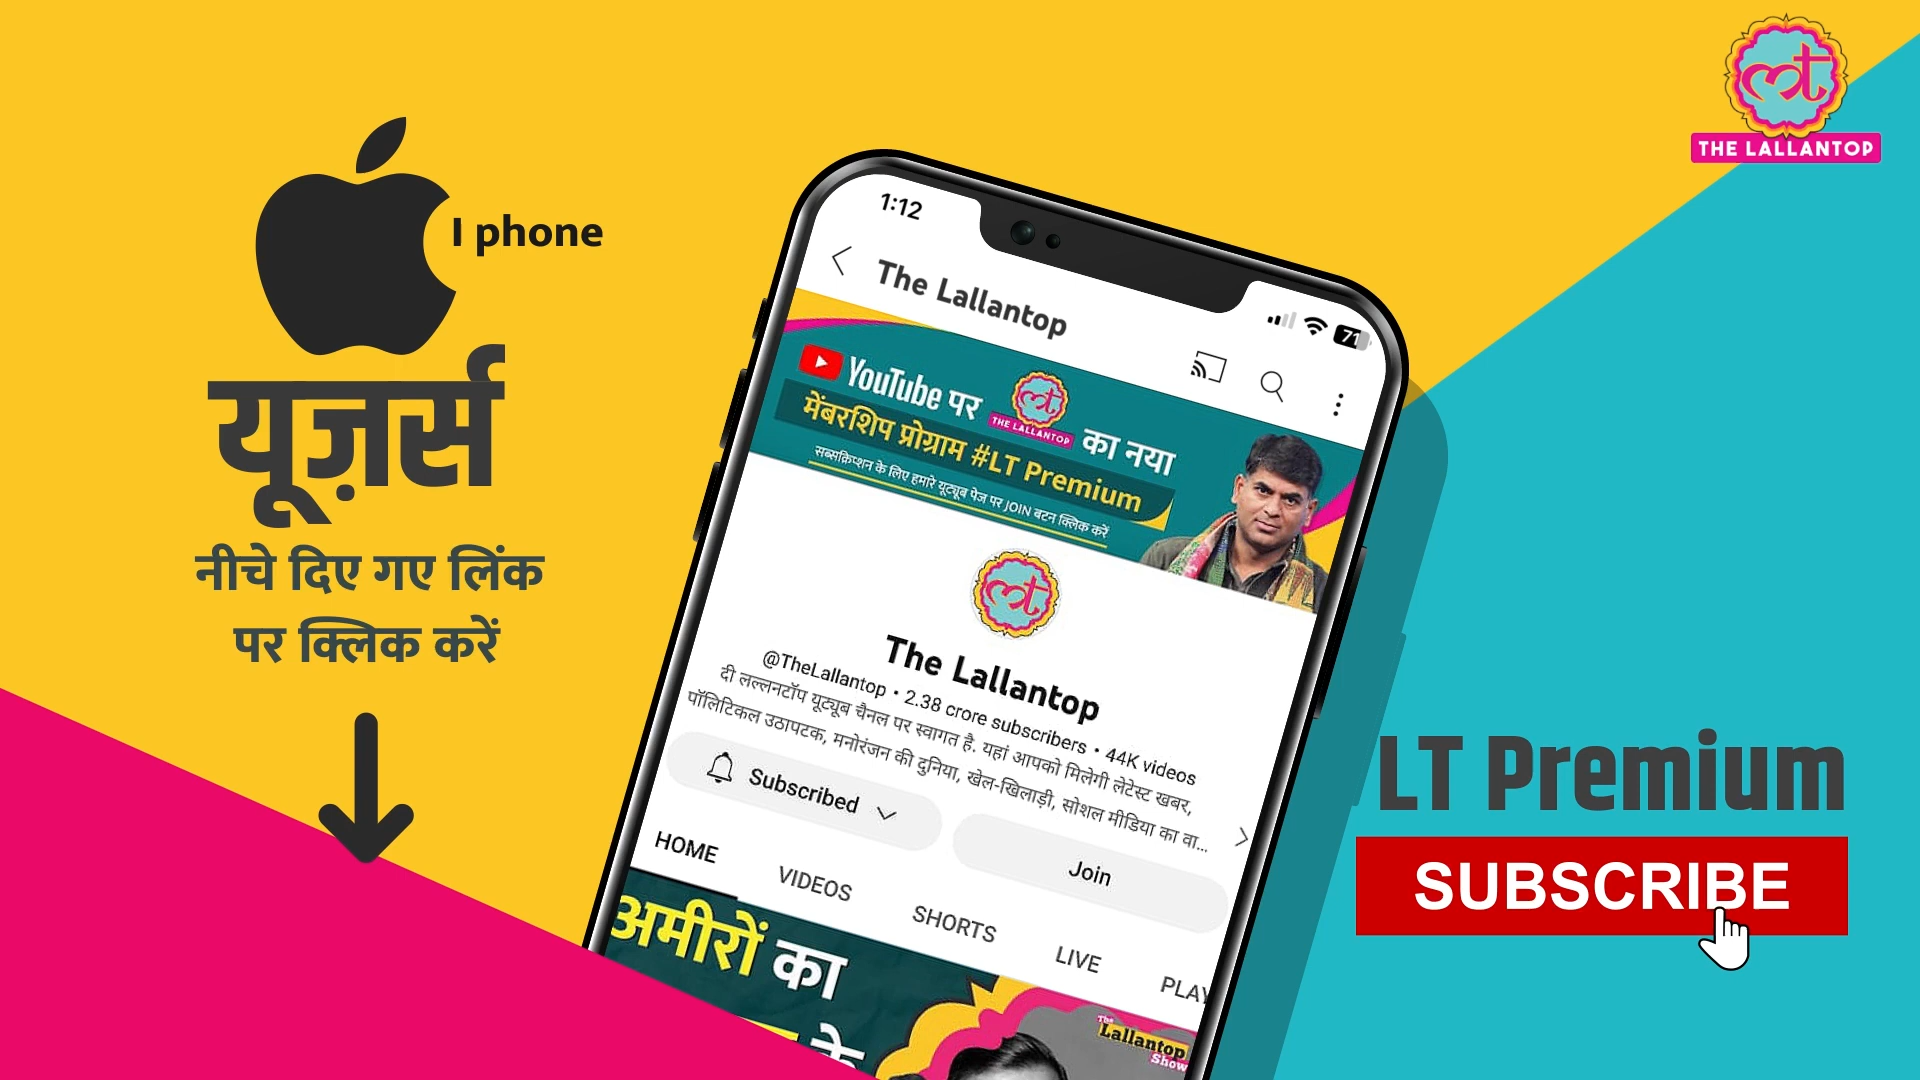 THE LALLANTOP
I phone
यूज़र्स
नीचे दिए गए लिंक
पर क्लिक करें
1:12
71
The Lallantop
YouTube पर THE LALLANTOP का नया
मेंबरशिप प्रोग्राम #LT Premium
सब्सक्रिप्शन के लिए हमारे यूट्यूब पेज पर JOIN बटन क्लिक करें
The Lallantop
@TheLallantop • 2.38 crore subscribers • 44K videos
दी लल्लनटॉप यूट्यूब चैनल पर स्वागत है. यहां आपको मिलेगी लेटेस्ट खबर,
पॉलिटिकल उठापटक, मनोरंजन की दुनिया, खेल-खिलाड़ी, सोशल मीडिया का वा...
Subscribed
Join
HOME
VIDEOS
SHORTS
LIVE
PLAY
अमीरों का
के
The
Lallantop
Show
LT Premium
SUBSCRIBE